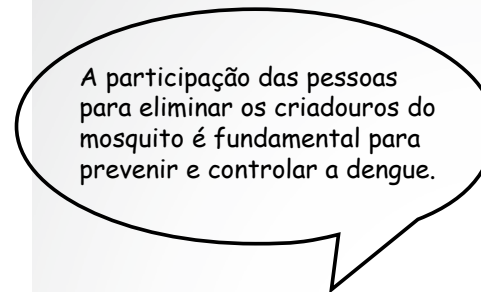 A participação das pessoas
para eliminar os criadouros do
mosquito é fundamental para
prevenir e controlar a dengue.